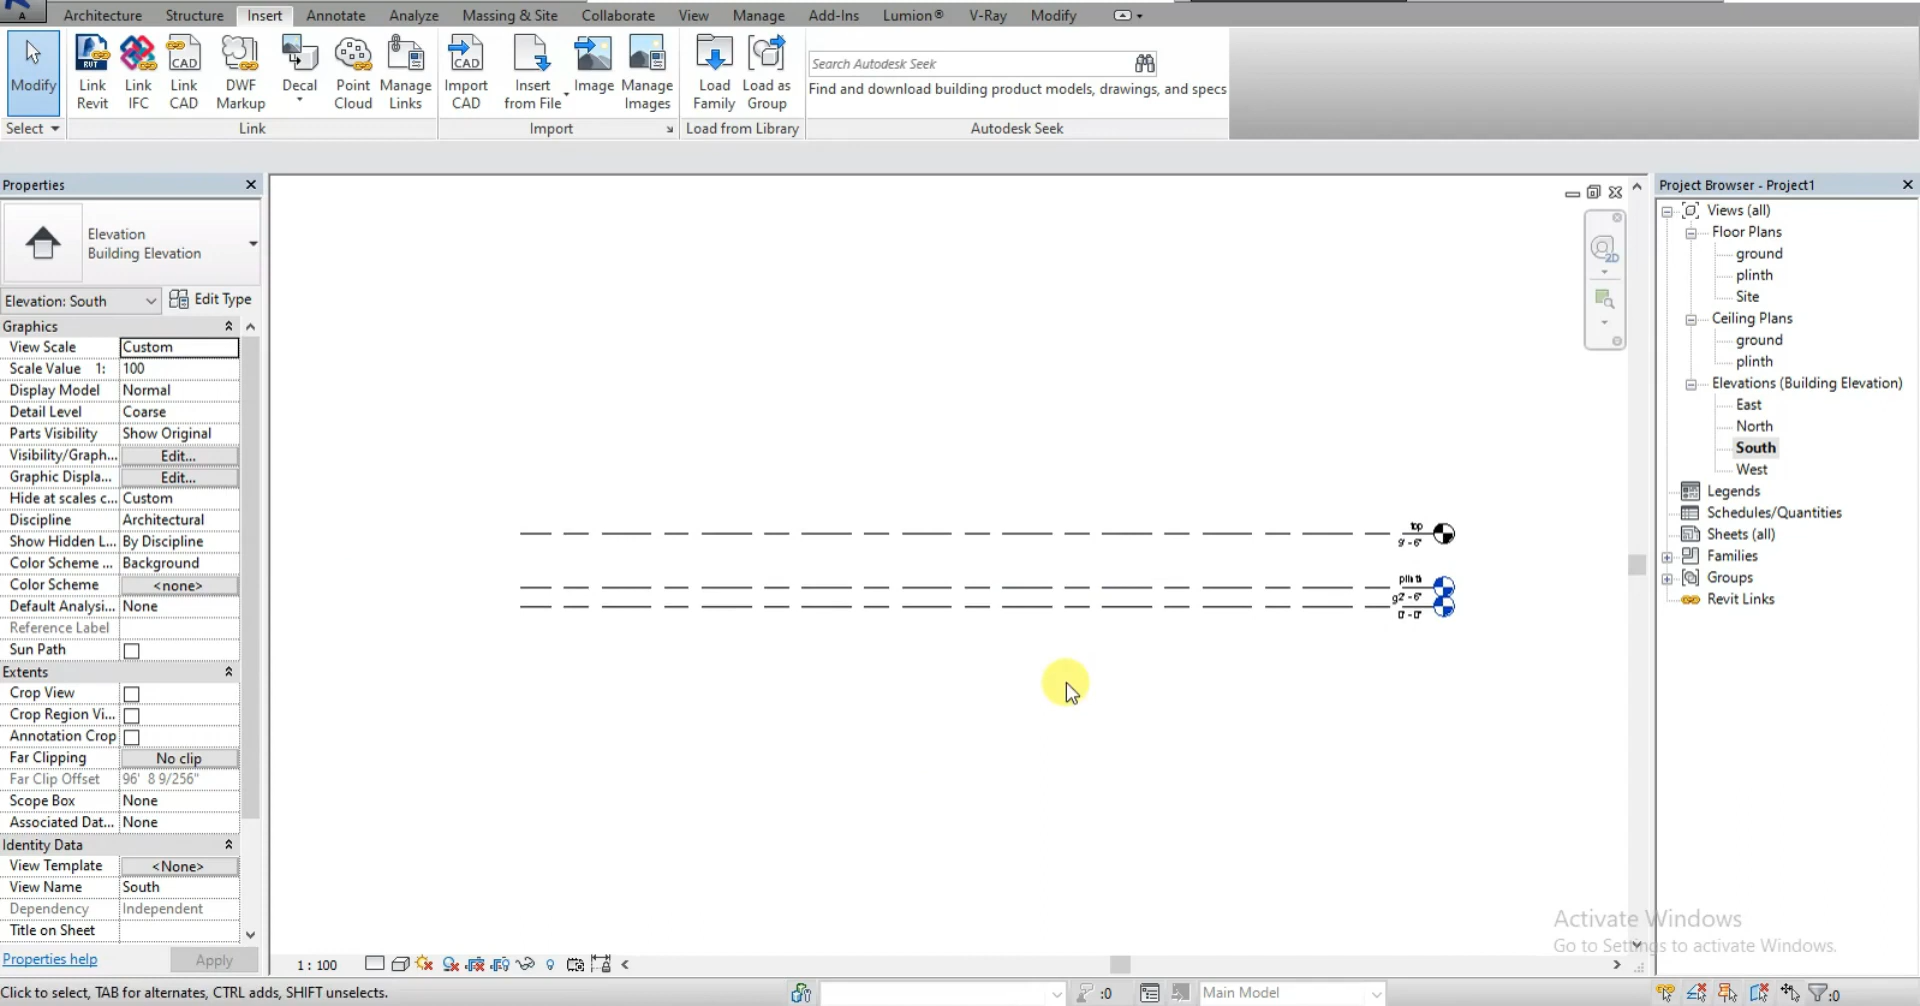 Architecture Structure Insert Annotate Analyze Massing & Site Collaborate View Manage Add-Ins Lumion® V-Ray Modify
Modify
Link Revit
Link IFC
Link CAD
DWF Markup
Decal
Point Cloud
Manage Links
Import CAD
Insert from File
Image
Manage Images
Load Family
Load as Group
Search Autodesk Seek
Find and download building product models, drawings, and specs
Select
Link
Import
Load from Library
Autodesk Seek
Properties
Elevation
Building Elevation
Elevation: South
Edit Type
Graphics
View Scale Custom
Scale Value 1: 100
Display Model Normal
Detail Level Coarse
Parts Visibility Show Original
Visibility/Graph... Edit...
Graphic Displa... Edit...
Hide at scales c... Custom
Discipline Architectural
Show Hidden L... By Discipline
Color Scheme ... Background
Color Scheme <none>
Default Analysi... None
Reference Label
Sun Path
Extents
Crop View
Crop Region Vi...
Annotation Crop
Far Clipping No clip
Far Clip Offset 96' 8 9/256"
Scope Box None
Associated Dat... None
Identity Data
View Template <None>
View Name South
Dependency Independent
Title on Sheet
Properties help
Apply
2D
top
9' - 6"
plinth
2' - 6"
0' - 0"
1 : 100
Project Browser - Project1
Views (all)
Floor Plans
ground
plinth
Site
Ceiling Plans
ground
plinth
Elevations (Building Elevation)
East
North
South
West
Legends
Schedules/Quantities
Sheets (all)
Families
Groups
Revit Links
Activate Windows
Go to Settings to activate Windows.
Click to select, TAB for alternates, CTRL adds, SHIFT unselects.
:0
Main Model
:0